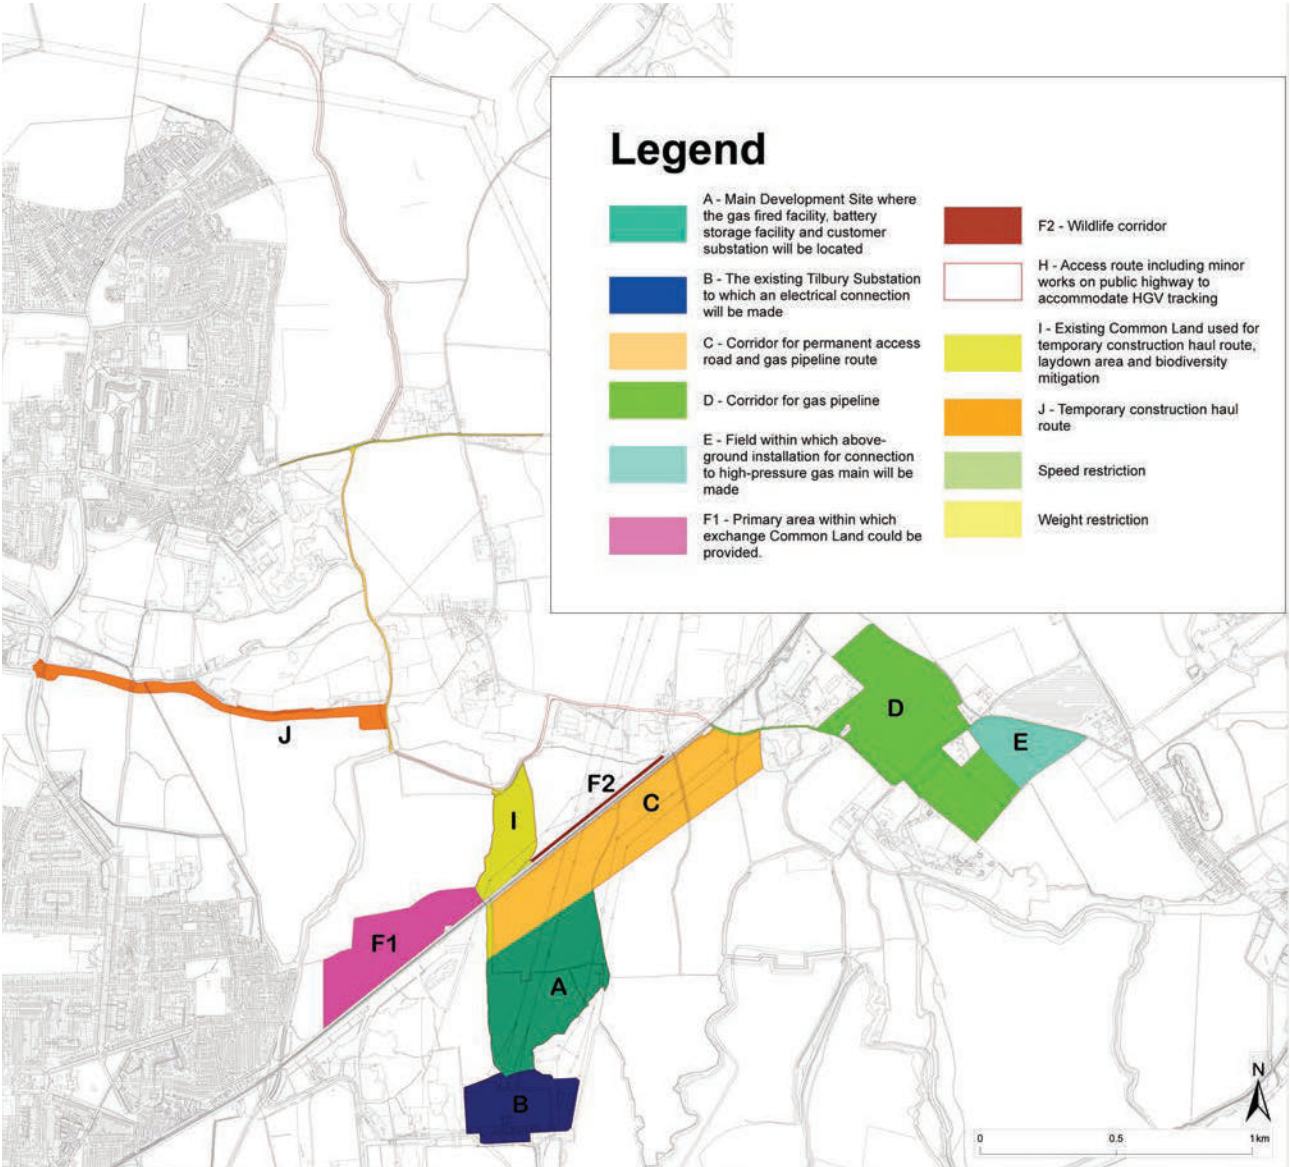 Legend
A - Main Development Site where
the gas fired facility, battery
storage facility and customer
substation will be located
B - The existing Tilbury Substation
to which an electrical connection
will be made
C - Corridor for permanent access
road and gas pipeline route
D - Corridor for gas pipeline
E - Field within which above-
ground installation for connection
to high-pressure gas main will be
made
F1 - Primary area within which
exchange Common Land could be
provided.
F2 - Wildlife corridor
H - Access route including minor
works on public highway to
accommodate HGV tracking
I - Existing Common Land used for
temporary construction haul route,
laydown area and biodiversity
mitigation
J - Temporary construction haul
route
Speed restriction
Weight restriction
D
E
J
F2
C
I
F1
A
B
N
0
0.5
1km